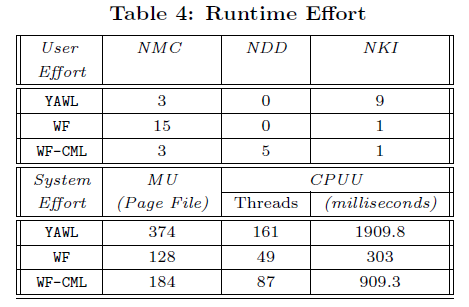 Table 4: Runtime Effort
User Effort NMC NDD NKI
YAWL 3 0 9
WF 15 0 1
WF-CML 3 5 1
System Effort MU (Page File) CPUU
Threads (milliseconds)
YAWL 374 161 1909.8
WF 128 49 303
WF-CML 184 87 909.3